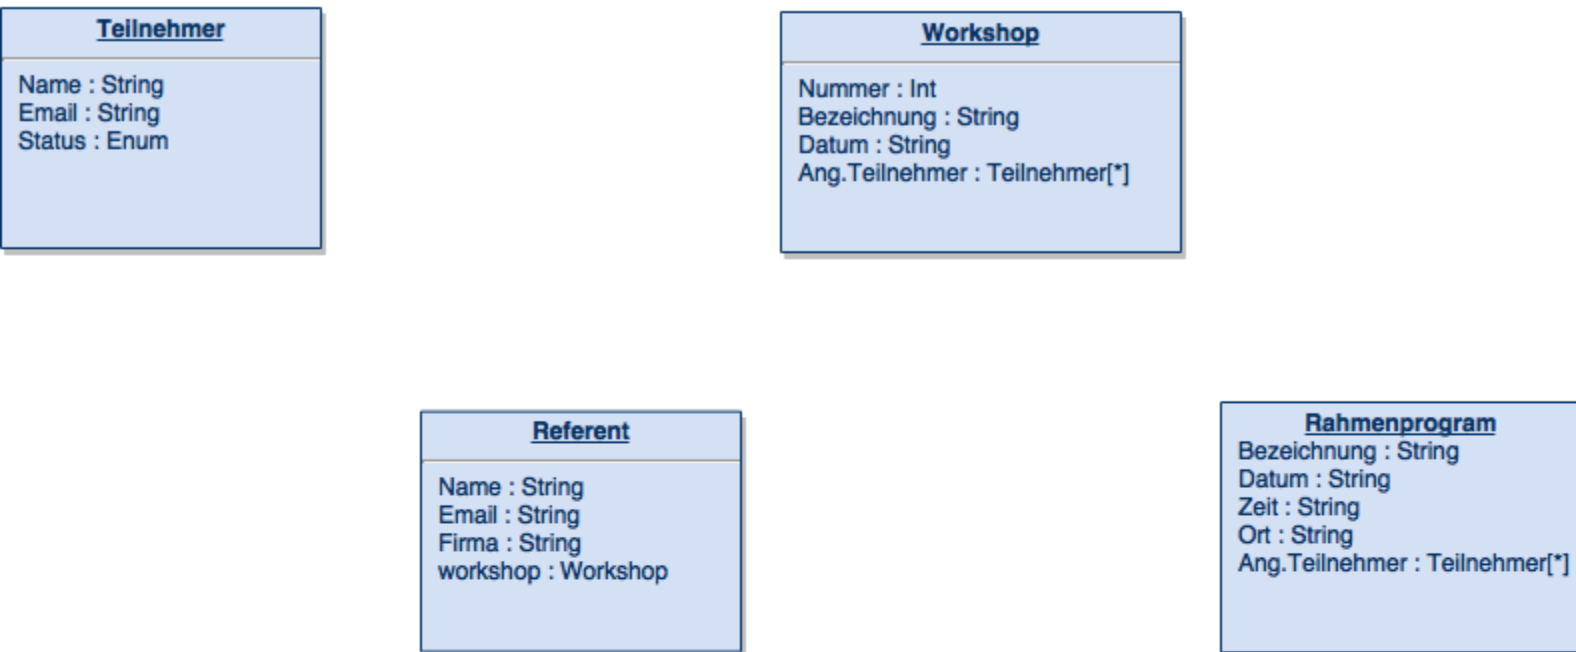 Teilnehmer
Name : String
Email : String
Status : Enum
Workshop
Nummer : Int
Bezeichnung : String
Datum : String
Ang.Teilnehmer : Teilnehmer[*]
Referent
Name : String
Email : String
Firma : String
workshop : Workshop
Rahmenprogram
Bezeichnung : String
Datum : String
Zeit : String
Ort : String
Ang.Teilnehmer : Teilnehmer[*]